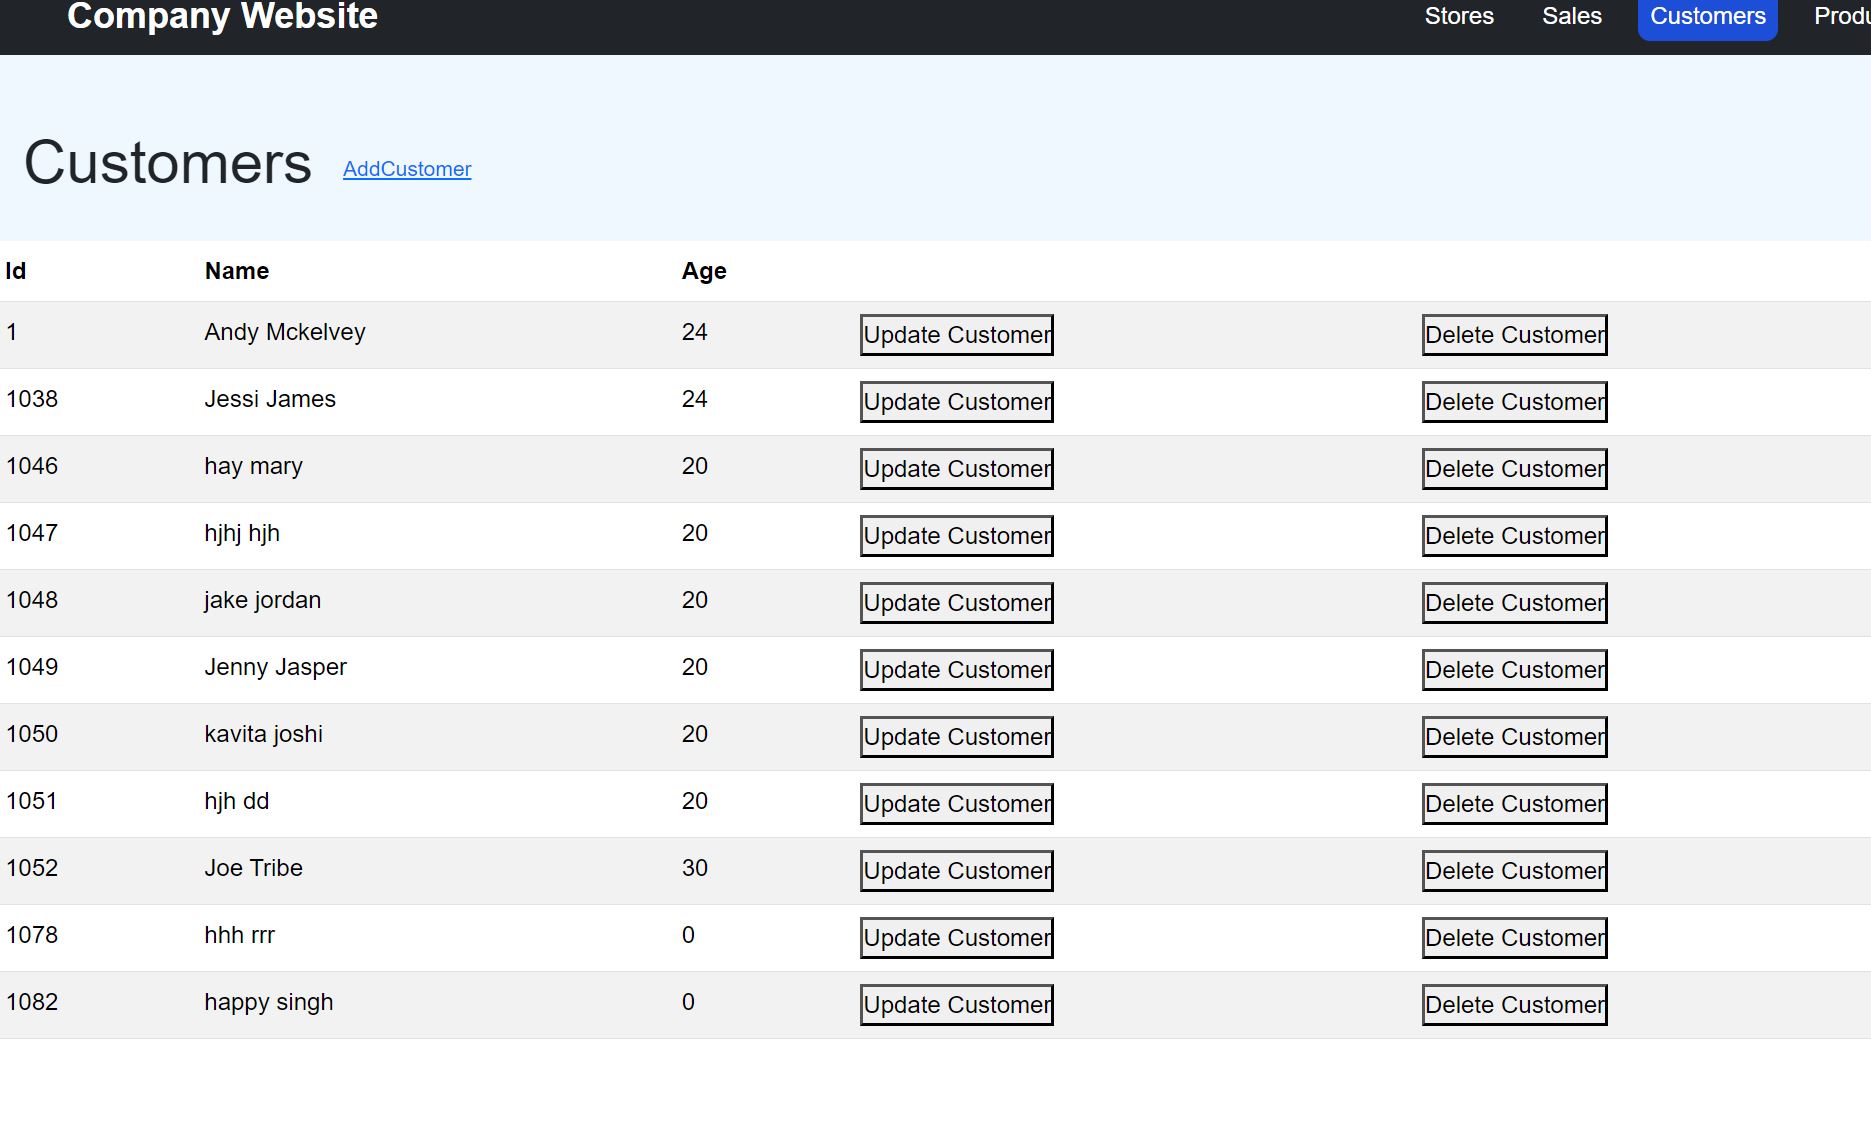 Company Website Stores Sales Customers
Customers AddCustomer
Id Name Age
1 Andy Mckelvey 24 Update Customer Delete Customer
1038 Jessi James 24 Update Customer Delete Customer
1046 hay mary 20 Update Customer Delete Customer
1047 hjhj hjh 20 Update Customer Delete Customer
1048 jake jordan 20 Update Customer Delete Customer
1049 Jenny Jasper 20 Update Customer Delete Customer
1050 kavita joshi 20 Update Customer Delete Customer
1051 hjh dd 20 Update Customer Delete Customer
1052 Joe Tribe 30 Update Customer Delete Customer
1078 hhh rrr 0 Update Customer Delete Customer
1082 happy singh 0 Update Customer Delete Customer